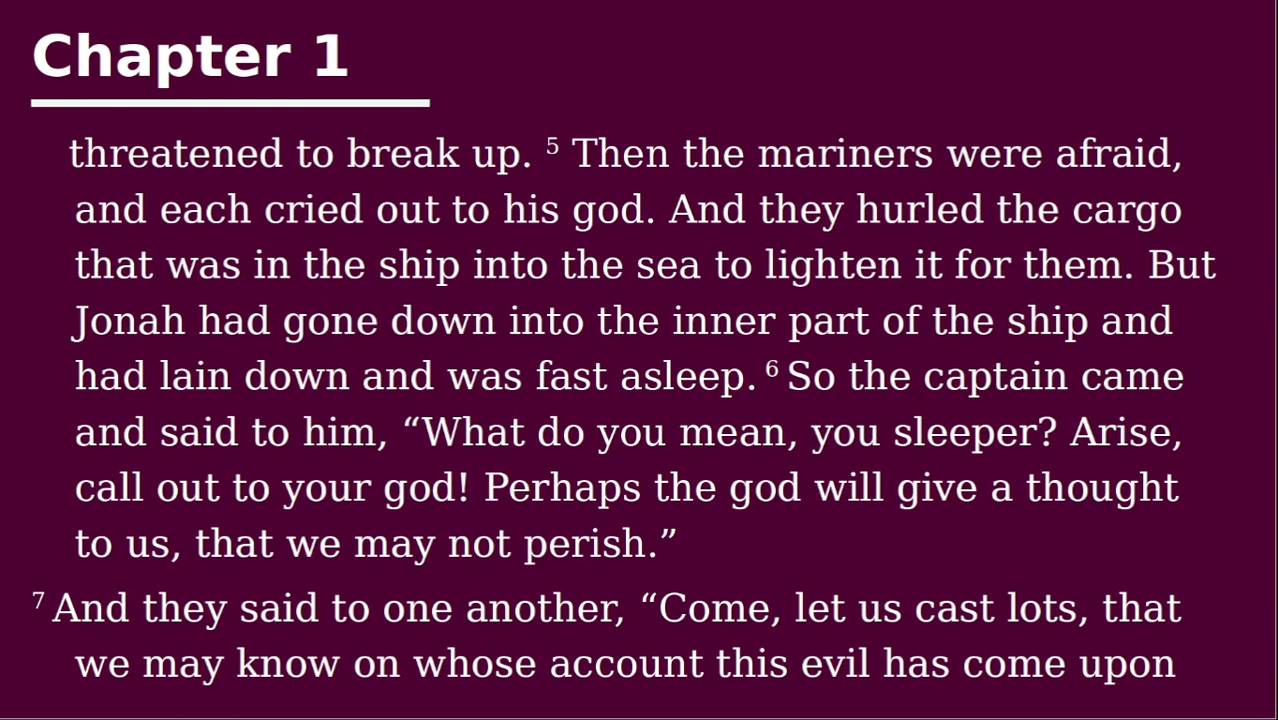 Chapter 1
threatened to break up. 5 Then the mariners were afraid,
and each cried out to his god. And they hurled the cargo
that was in the ship into the sea to lighten it for them. But
Jonah had gone down into the inner part of the ship and
had lain down and was fast asleep. 6 So the captain came
and said to him, “What do you mean, you sleeper? Arise,
call out to your god! Perhaps the god will give a thought
to us, that we may not perish.”
7 And they said to one another, “Come, let us cast lots, that
we may know on whose account this evil has come upon